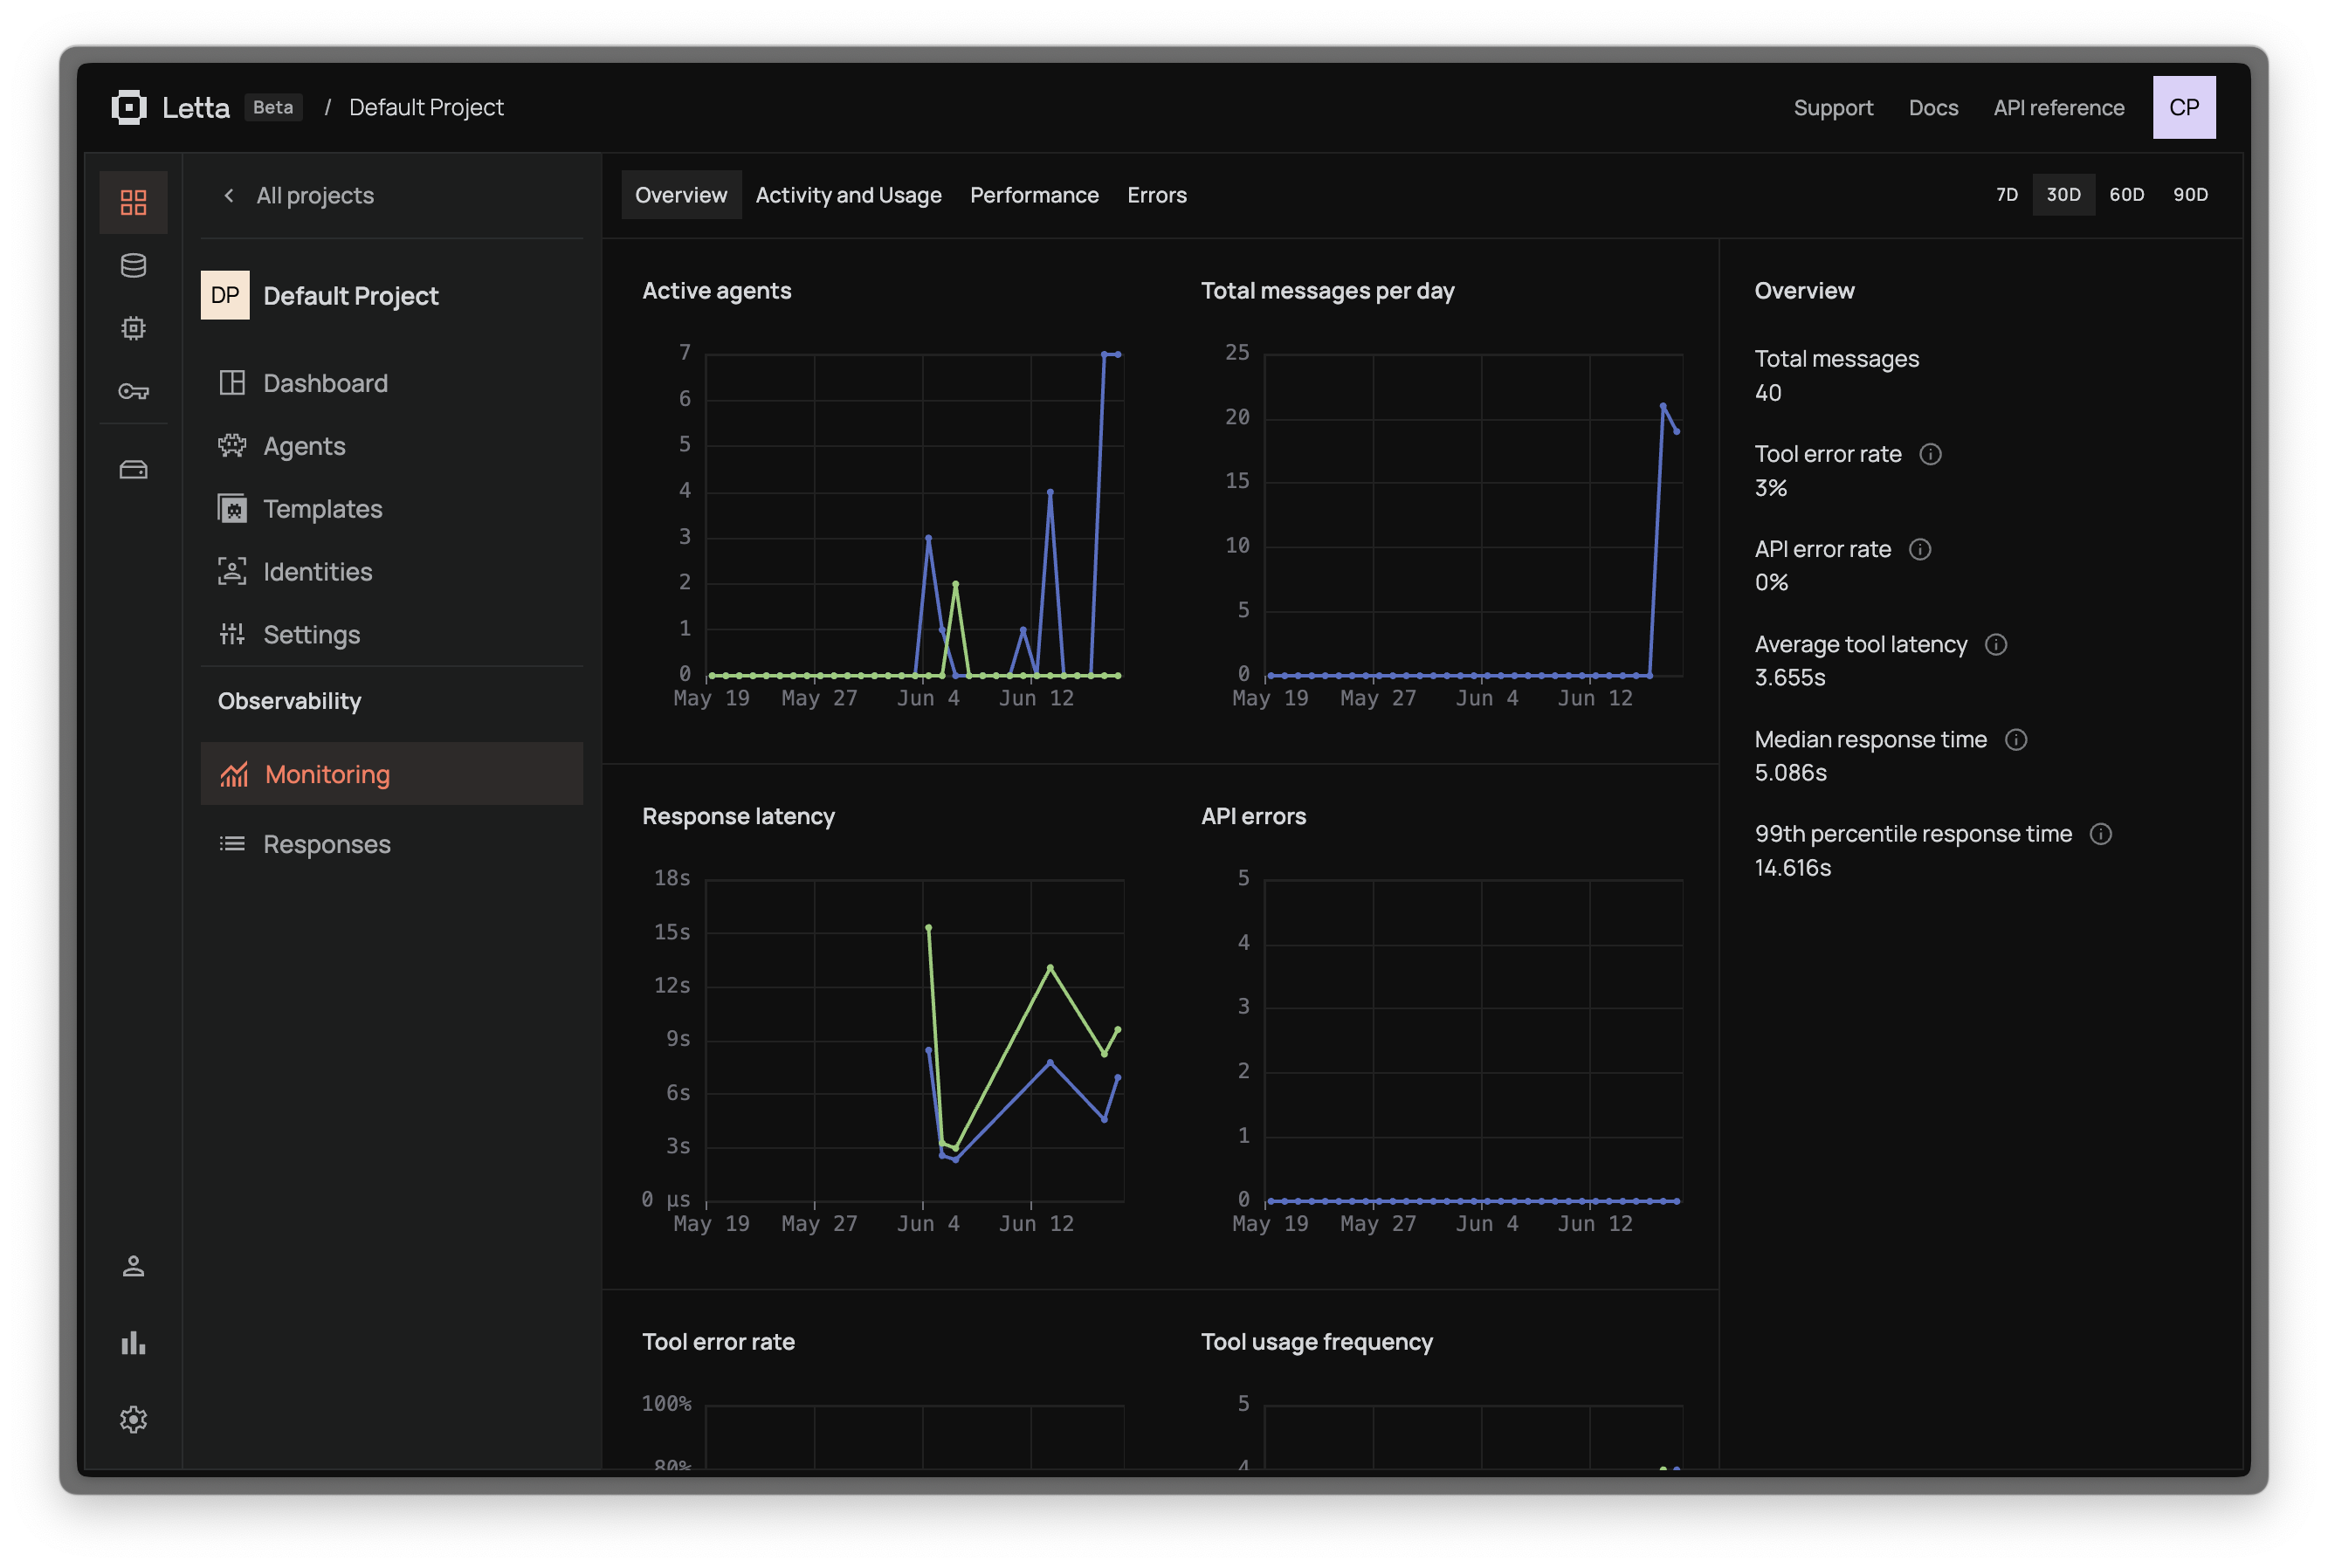 Letta Beta / Default Project
Support Docs API reference CP
All projects
DP Default Project
Dashboard
Agents
Templates
Identities
Settings
Observability
Monitoring
Responses
Overview Activity and Usage Performance Errors
7D 30D 60D 90D
Active agents
7
6
5
4
3
2
1
0
May 19 May 27 Jun 4 Jun 12
Total messages per day
25
20
15
10
5
0
May 19 May 27 Jun 4 Jun 12
Response latency
18s
15s
12s
9s
6s
3s
0 µs
May 19 May 27 Jun 4 Jun 12
API errors
5
4
3
2
1
0
May 19 May 27 Jun 4 Jun 12
Tool error rate
100%
80%
Tool usage frequency
5
4
Overview
Total messages
40
Tool error rate
3%
API error rate
0%
Average tool latency
3.655s
Median response time
5.086s
99th percentile response time
14.616s